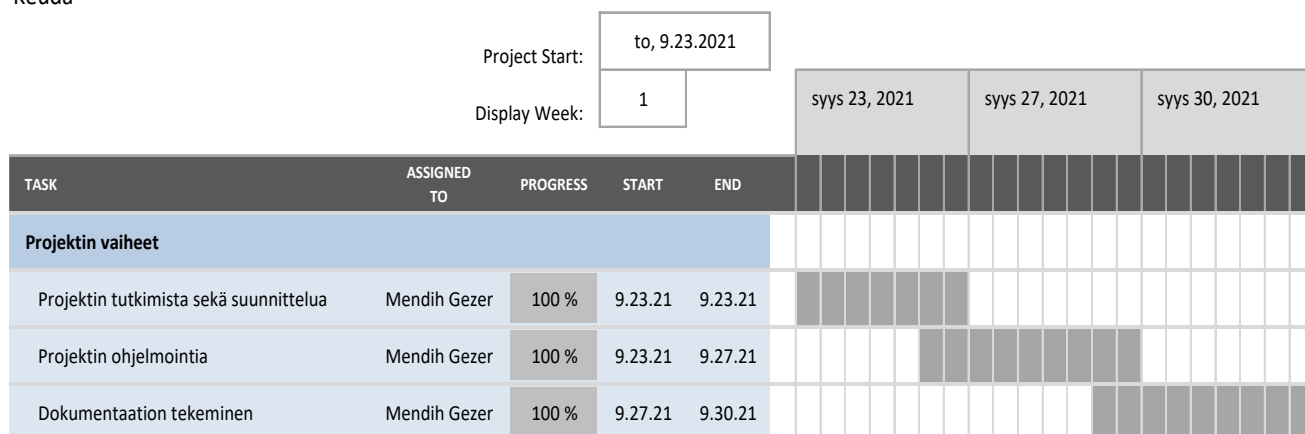 Project Start: to, 9.23.2021
Display Week: 1
syys 23, 2021 syys 27, 2021 syys 30, 2021
TASK ASSIGNED TO PROGRESS START END
Projektin vaiheet
Projektin tutkimista sekä suunnittelua Mendih Gezer 100 % 9.23.21 9.23.21
Projektin ohjelmointia Mendih Gezer 100 % 9.23.21 9.27.21
Dokumentaation tekeminen Mendih Gezer 100 % 9.27.21 9.30.21